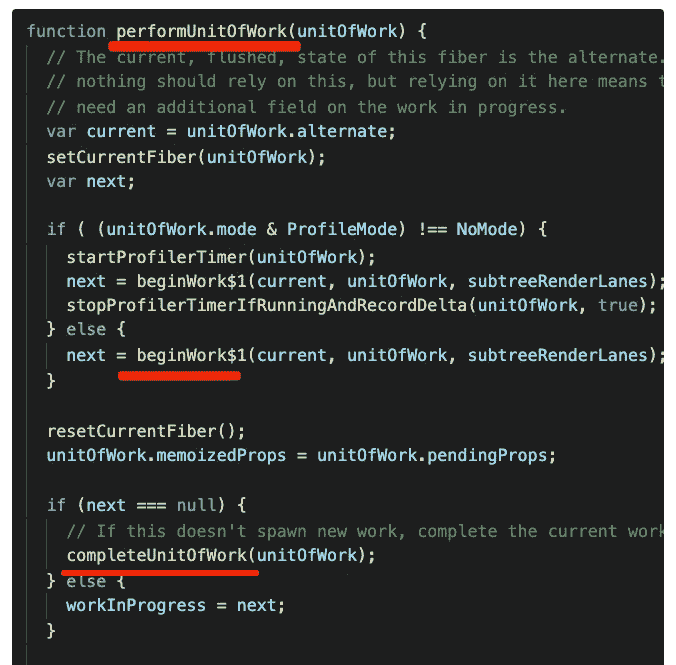 function performUnitOfWork(unitOfWork) {
// The current, flushed, state of this fiber is the alternate.
// nothing should rely on this, but relying on it here means
// need an additional field on the work in progress.
var current = unitOfWork.alternate;
setCurrentFiber(unitOfWork);
var next;
if ( (unitOfWork.mode & ProfileMode) !== NoMode) {
startProfilerTimer(unitOfWork);
next = beginWork$1(current, unitOfWork, subtreeRenderLanes);
stopProfilerTimerIfRunningAndRecordDelta(unitOfWork, true);
} else {
next = beginWork$1(current, unitOfWork, subtreeRenderLanes);
}
resetCurrentFiber();
unitOfWork.memoizedProps = unitOfWork.pendingProps;
if (next === null) {
// If this doesn't spawn new work, complete the current work
completeUnitOfWork(unitOfWork);
} else {
workInProgress = next;
}